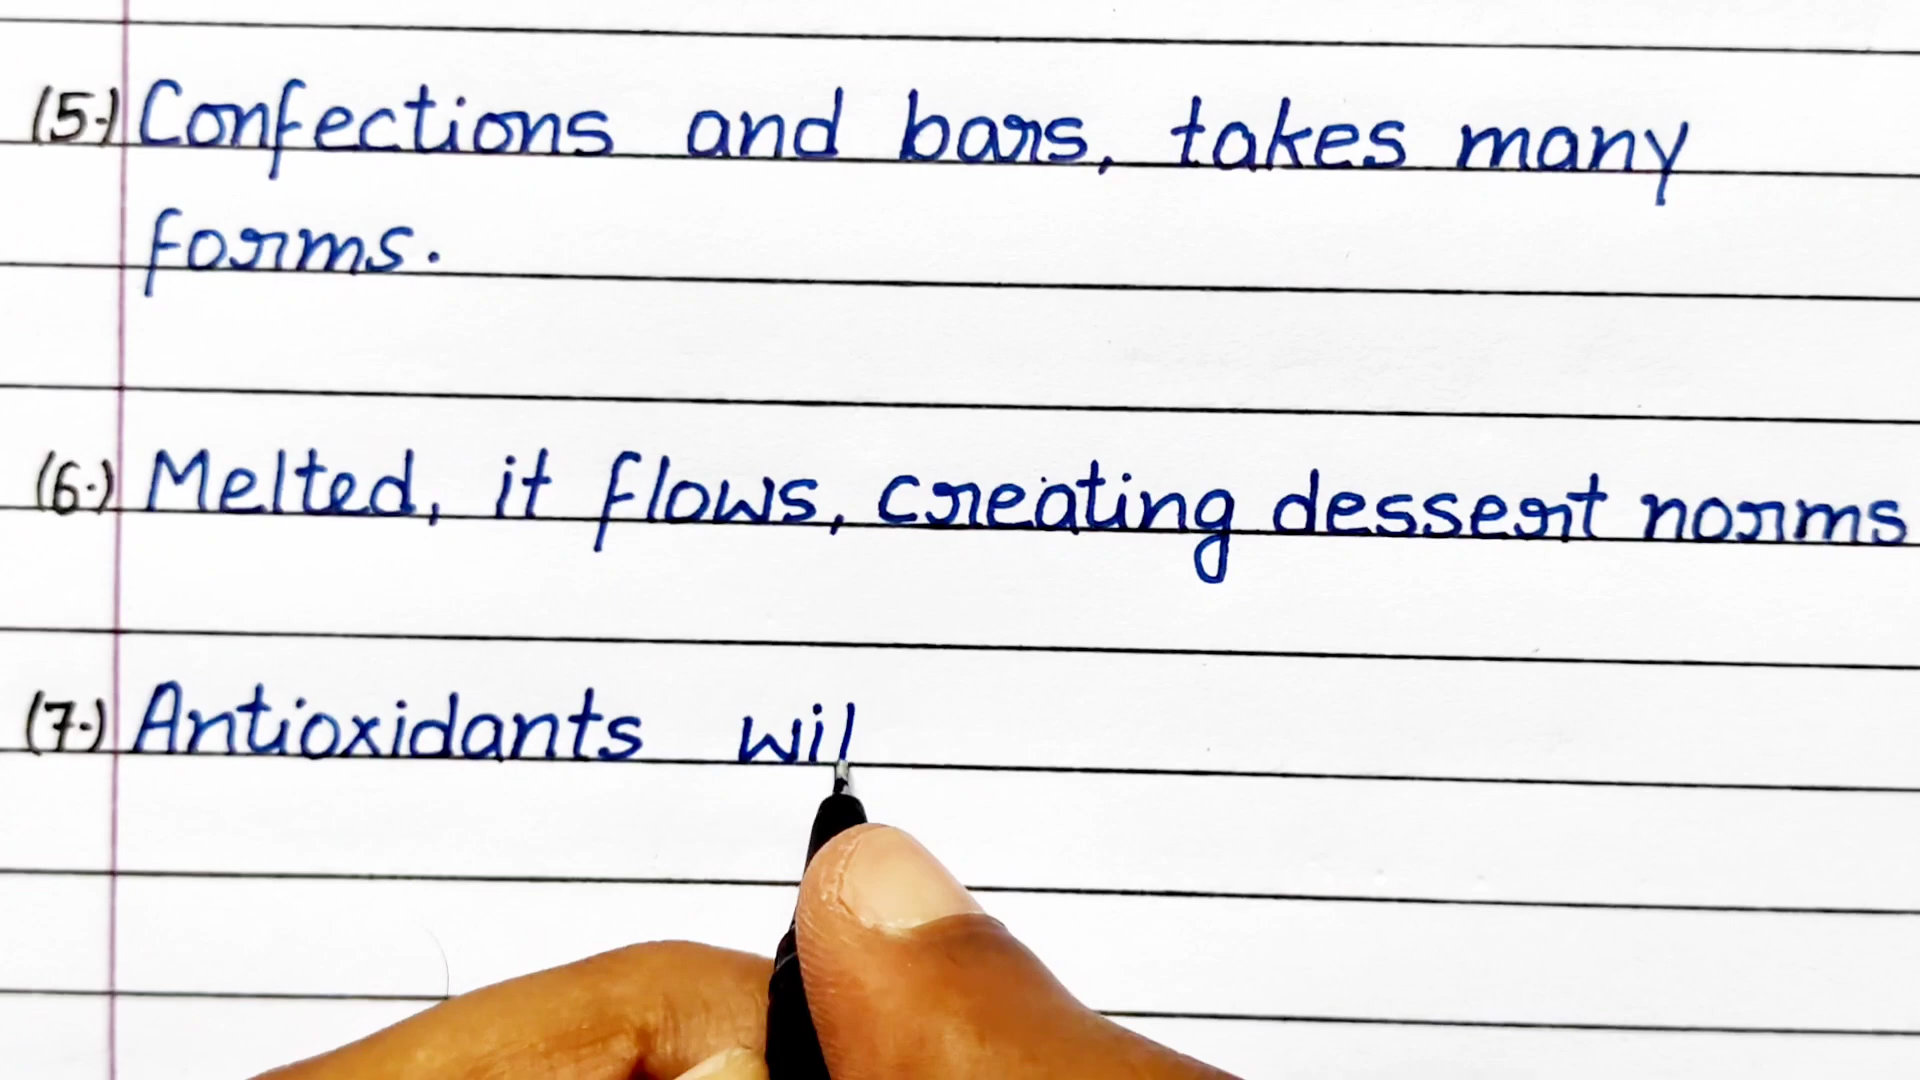 (5.) Confections and bars, takes many
forms.
(6.) Melted, it flows, creating dessert norms
(7.) Antioxidants wil